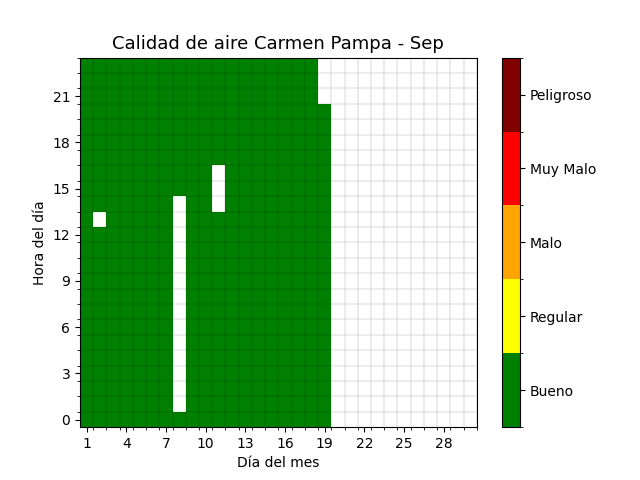 Calidad de aire Carmen Pampa - Sep
Hora del día
21
18
15
12
9
6
3
0
1 4 7 10 13 16 19 22 25 28
Día del mes
Peligroso
Muy Malo
Malo
Regular
Bueno